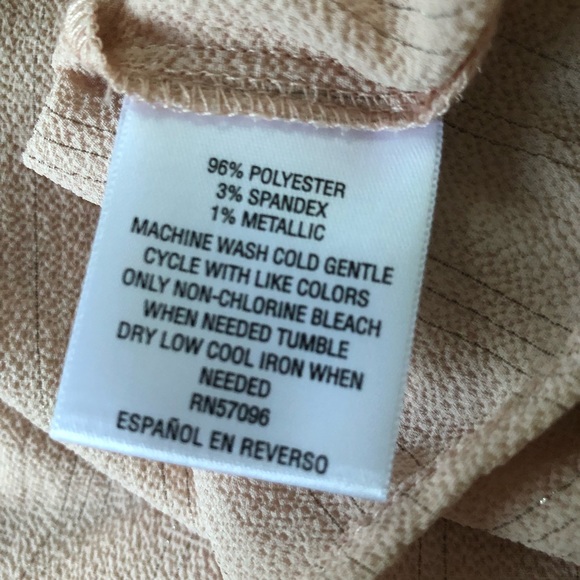 96% POLYESTER
3% SPANDEX
1% METALLIC
MACHINE WASH COLD GENTLE
CYCLE WITH LIKE COLORS
ONLY NON-CHLORINE BLEACH
WHEN NEEDED TUMBLE
DRY LOW COOL IRON WHEN
NEEDED
RN57096
ESPAÑOL EN REVERSO